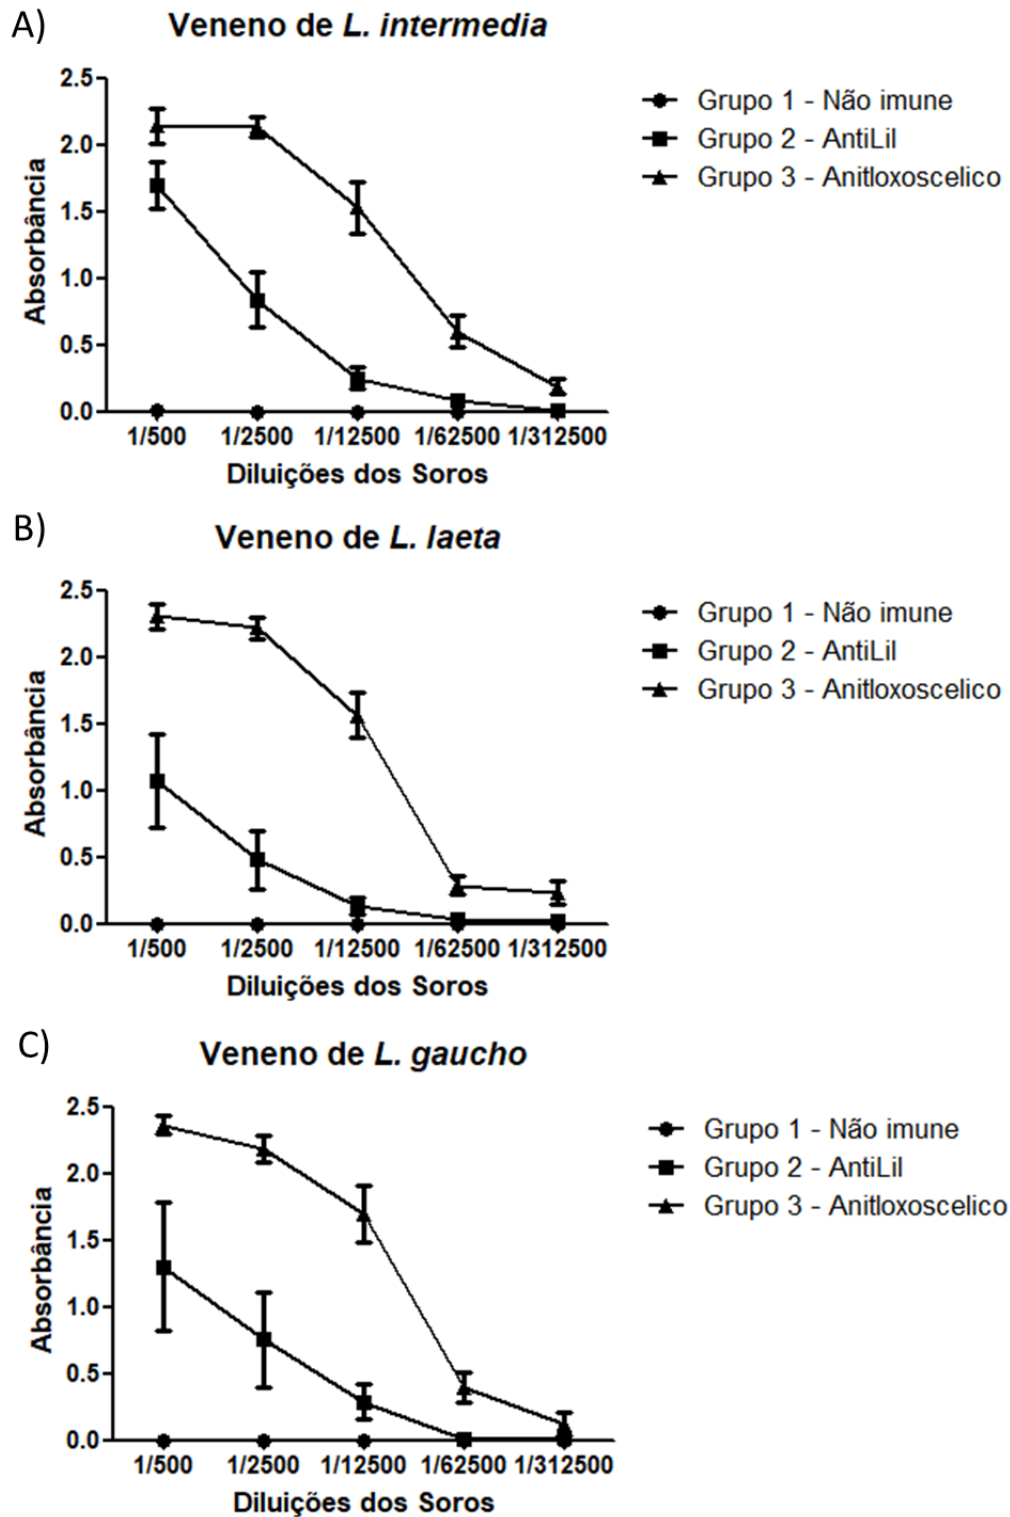 A)
Veneno de L. intermedia
2.5
2.0
1.5
1.0
0.5
0.0
Absorbância
1/500 1/2500 1/12500 1/62500 1/312500
Diluições dos Soros
Grupo 1 - Não imune
Grupo 2 - AntiLil
Grupo 3 - Anitloxoscelico
B)
Veneno de L. laeta
2.5
2.0
1.5
1.0
0.5
0.0
Absorbância
1/500 1/2500 1/12500 1/62500 1/312500
Diluições dos Soros
Grupo 1 - Não imune
Grupo 2 - AntiLil
Grupo 3 - Anitloxoscelico
C)
Veneno de L. gaucho
2.5
2.0
1.5
1.0
0.5
0.0
Absorbância
1/500 1/2500 1/12500 1/62500 1/312500
Diluições dos Soros
Grupo 1 - Não imune
Grupo 2 - AntiLil
Grupo 3 - Anitloxoscelico